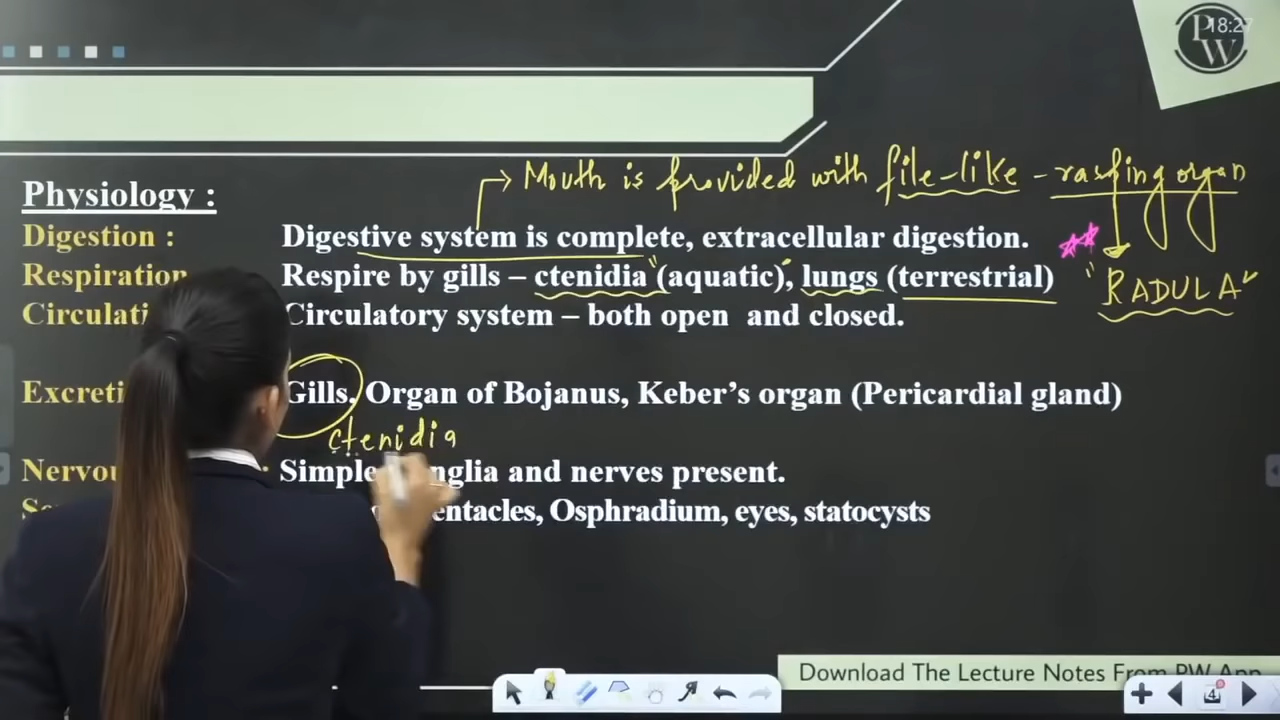 PW
18:27
Mouth is provided with file-like - rasping organ
Physiology :
Digestion : Digestive system is complete, extracellular digestion.
Respiration Respire by gills – ctenidia (aquatic), lungs (terrestrial) "RADULA"
Circulati Circulatory system – both open and closed.
Excreti Gills, Organ of Bojanus, Keber's organ (Pericardial gland)
ctenidia
Nervou : Simple nglia and nerves present.
entacles, Osphradium, eyes, statocysts
Download The Lecture Notes From PW App
4